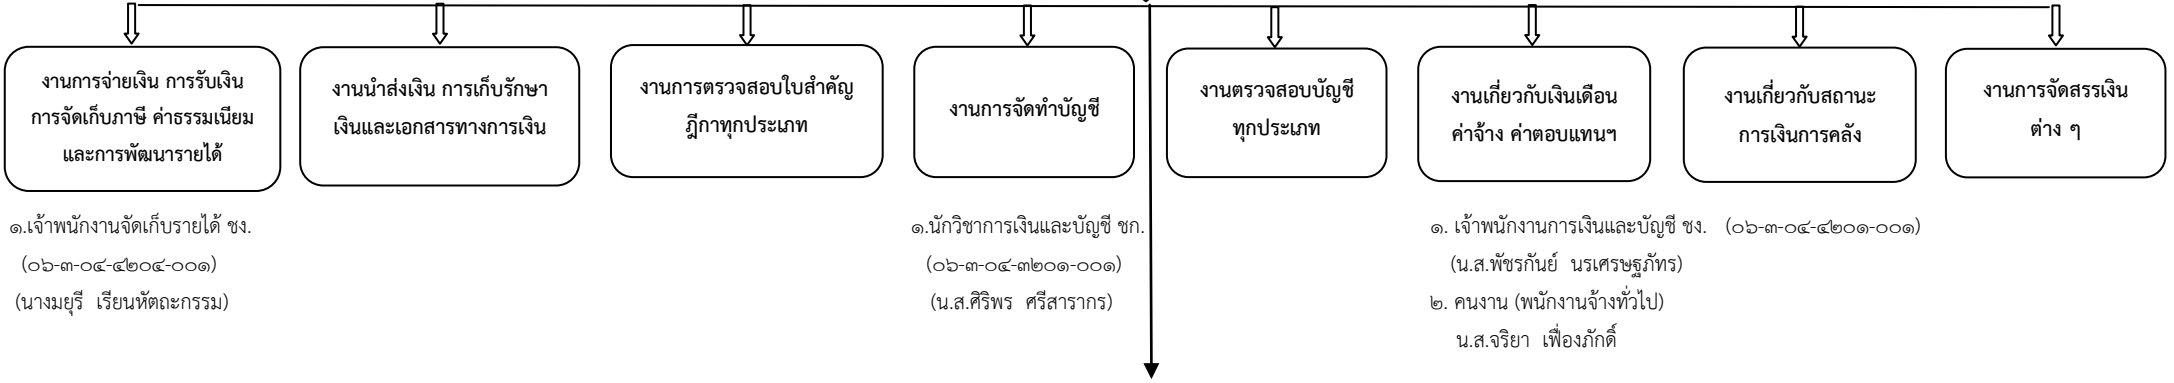 งานการจ่ายเงิน การรับเงิน
การจัดเก็บภาษี ค่าธรรมเนียม
และการพัฒนารายได้
งานนำส่งเงิน การเก็บรักษา
เงินและเอกสารทางการเงิน
งานการตรวจสอบใบสำคัญ
ฎีกาทุกประเภท
งานการจัดทำบัญชี
งานตรวจสอบบัญชี
ทุกประเภท
งานเกี่ยวกับเงินเดือน
ค่าจ้าง ค่าตอบแทนฯ
งานเกี่ยวกับสถานะ
การเงินการคลัง
งานการจัดสรรเงิน
ต่าง ๆ
๑.เจ้าพนักงานจัดเก็บรายได้ ชง.
(๐๖-๓-๐๔-๔๒๐๔-๐๐๑)
(นางมยุรี เรียนหัตถะกรรม)
๑.นักวิชาการเงินและบัญชี ชก.
(๐๖-๓-๐๔-๓๒๐๑-๐๐๑)
(น.ส.ศิริพร ศรีสารากร)
๑. เจ้าพนักงานการเงินและบัญชี ชง. (๐๖-๓-๐๔-๔๒๐๑-๐๐๑)
(น.ส.พัชรกันย์ นรเศรษฐภัทร)
๒. คนงาน (พนักงานจ้างทั่วไป)
น.ส.จริยา เฟื่องภักดิ์